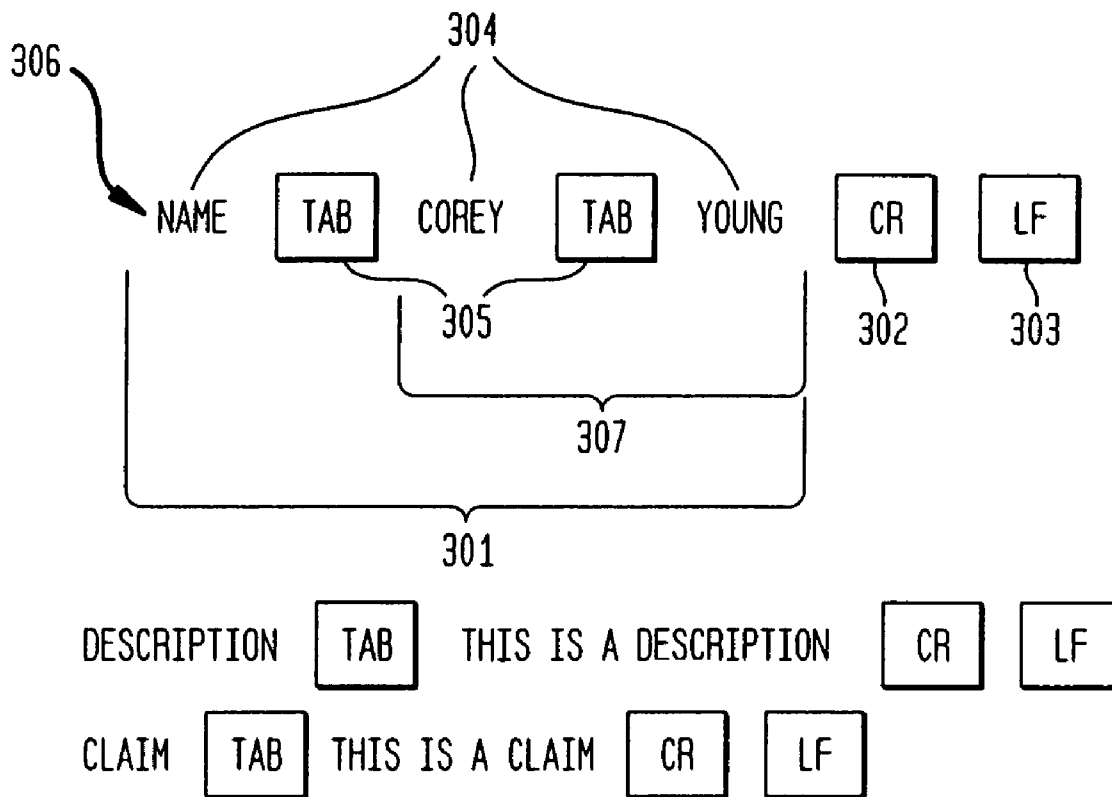 304
306
NAME TAB COREY TAB YOUNG CR LF
305 302 303
307
301
DESCRIPTION TAB THIS IS A DESCRIPTION CR LF
CLAIM TAB THIS IS A CLAIM CR LF